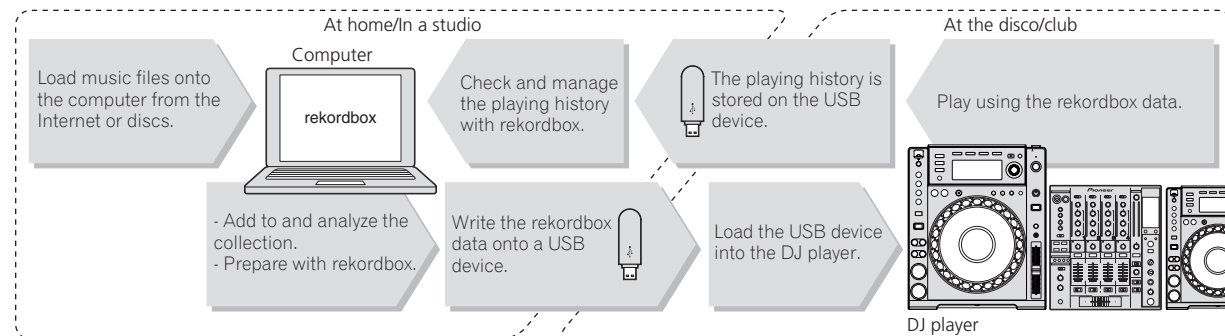 At home/In a studio
At the disco/club
Load music files onto
the computer from the
Internet or discs.
Computer
rekordbox
Check and manage
the playing history
with rekordbox.
The playing history is
stored on the USB
device.
Play using the rekordbox data.
- Add to and analyze the
collection.
- Prepare with rekordbox.
Write the rekordbox
data onto a USB
device.
Load the USB device
into the DJ player.
Pioneer
DJ player